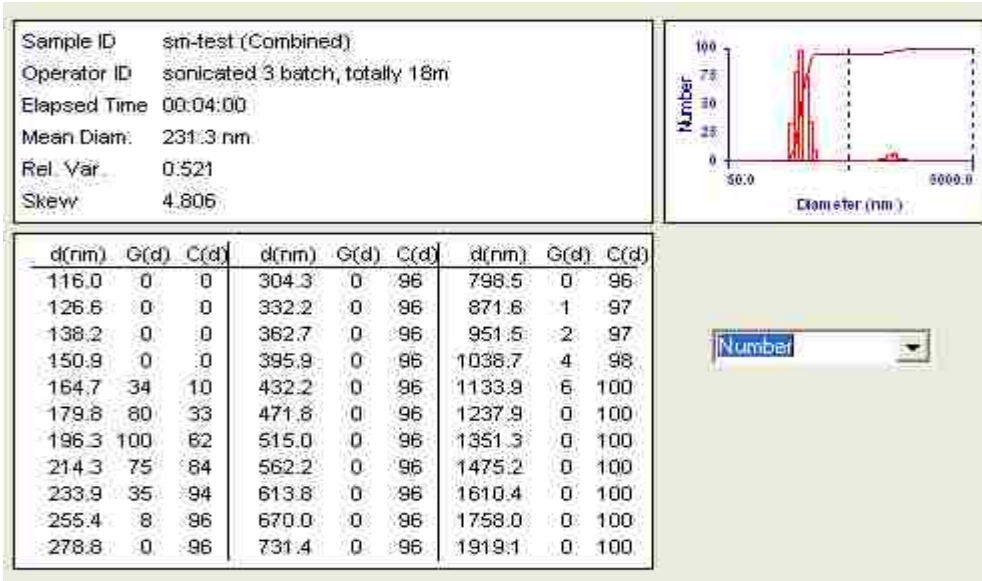 Sample ID sm-test (Combined)
Operator ID sonicated 3 batch, totally 18m
Elapsed Time 00:04:00
Mean Diam. 231.3 nm
Rel. Var. 0.521
Skew 4.806
100
75
50
25
0
Number
50.0 5000.0
Diameter (nm)
d(nm) G(d) C(d) d(nm) G(d) C(d) d(nm) G(d) C(d)
116.0 0 0 304.3 0 96 798.5 0 96
126.6 0 0 332.2 0 96 871.6 1 97
138.2 0 0 362.7 0 96 951.5 2 97
150.9 0 0 395.9 0 96 1038.7 4 98
164.7 34 10 432.2 0 96 1133.9 6 100
179.8 80 33 471.8 0 96 1237.9 0 100
196.3 100 62 515.0 0 96 1351.3 0 100
214.3 75 84 562.2 0 96 1475.2 0 100
233.9 35 94 613.8 0 96 1610.4 0 100
255.4 8 96 670.0 0 96 1758.0 0 100
278.8 0 96 731.4 0 96 1919.1 0 100
Number